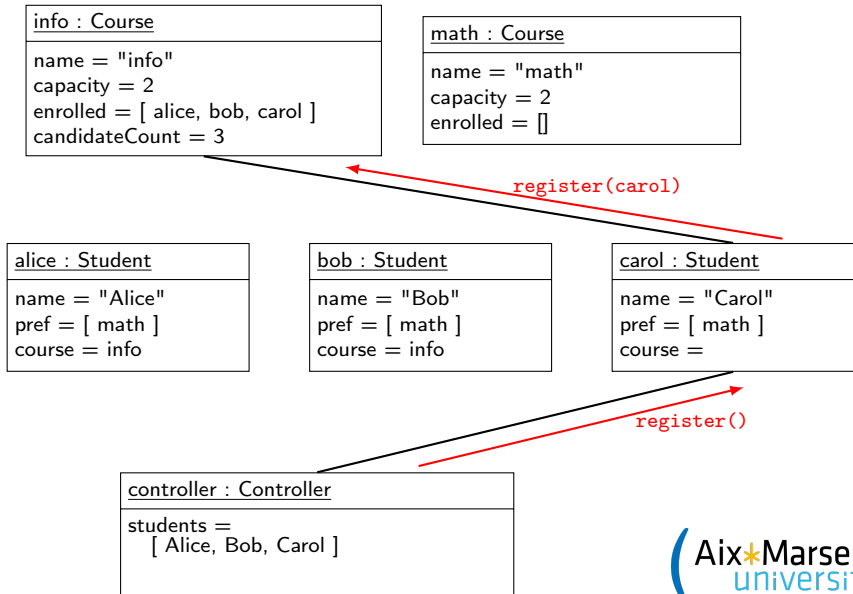 info : Course
name = "info"
capacity = 2
enrolled = [ alice, bob, carol ]
candidateCount = 3
math : Course
name = "math"
capacity = 2
enrolled = []
register(carol)
alice : Student
name = "Alice"
pref = [ math ]
course = info
bob : Student
name = "Bob"
pref = [ math ]
course = info
carol : Student
name = "Carol"
pref = [ math ]
course =
register()
controller : Controller
students =
[ Alice, Bob, Carol ]
Aix*Marse
universit